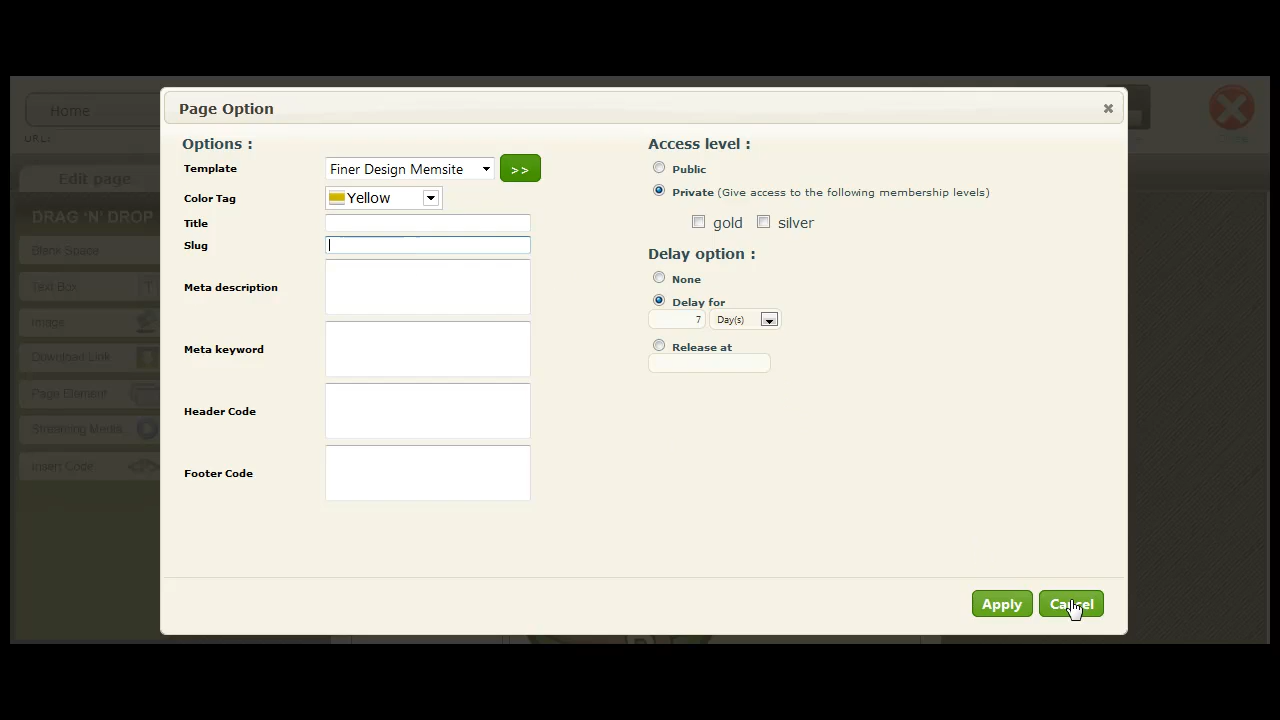 Home
URL:
Edit page
DRAG 'N' DROP
Blank Space
Text Box
T
Image
Download Link
Page Element
Streaming Media
Insert Code
Page Option
Options :
Template
Finer Design Memsite
>>
Color Tag
Yellow
Title
Slug
Meta description
Meta keyword
Header Code
Footer Code
Access level :
Public
Private (Give access to the following membership levels)
gold
silver
Delay option :
None
Delay for
7
Day(s)
Release at
Apply
Cancel